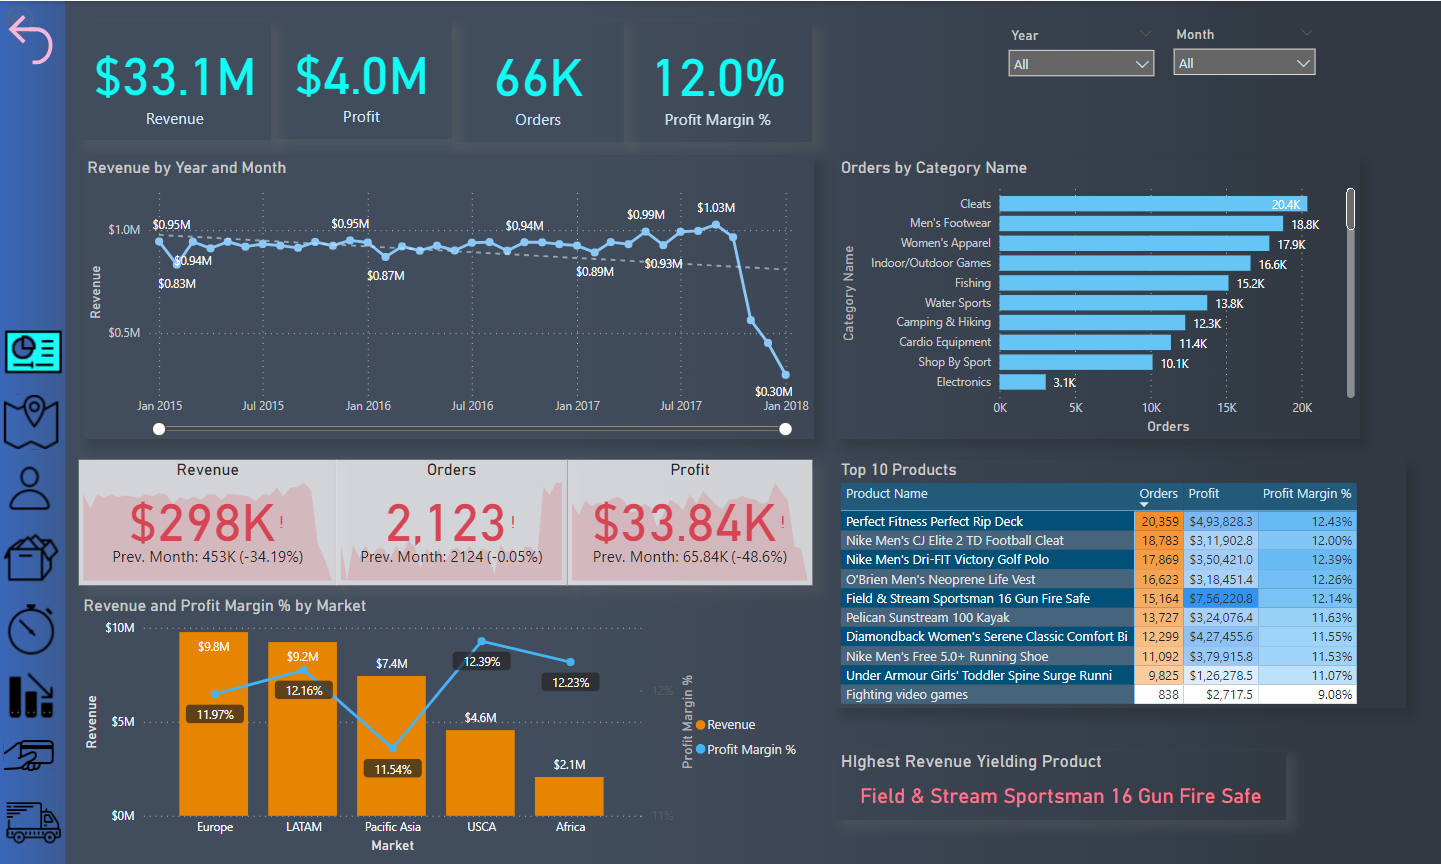 $33.1M
Revenue
$4.0M
Profit
66K
Orders
12.0%
Profit Margin %
Year
All
Month
All
Revenue by Year and Month
Revenue
$1.0M
$0.5M
$0.95M
$0.94M
$0.83M
$0.95M
$0.87M
$0.94M
$0.89M
$0.99M
$0.93M
$1.03M
$0.30M
Jan 2015
Jul 2015
Jan 2016
Jul 2016
Jan 2017
Jul 2017
Jan 2018
Orders by Category Name
Category Name
Cleats 20.4K
Men's Footwear 18.8K
Women's Apparel 17.9K
Indoor/Outdoor Games 16.6K
Fishing 15.2K
Water Sports 13.8K
Camping & Hiking 12.3K
Cardio Equipment 11.4K
Shop By Sport 10.1K
Electronics 3.1K
0K 5K 10K 15K 20K
Orders
Revenue
$298K!
Prev. Month: 453K (-34.19%)
Orders
2,123!
Prev. Month: 2124 (-0.05%)
Profit
$33.84K!
Prev. Month: 65.84K (-48.6%)
Top 10 Products
Product Name Orders Profit Profit Margin %
Perfect Fitness Perfect Rip Deck 20,359 $4,93,828.3 12.43%
Nike Men's CJ Elite 2 TD Football Cleat 18,783 $3,11,902.8 12.00%
Nike Men's Dri-FIT Victory Golf Polo 17,869 $3,50,421.0 12.39%
O'Brien Men's Neoprene Life Vest 16,623 $3,18,451.4 12.26%
Field & Stream Sportsman 16 Gun Fire Safe 15,164 $7,56,220.8 12.14%
Pelican Sunstream 100 Kayak 13,727 $3,24,076.4 11.63%
Diamondback Women's Serene Classic Comfort Bi 12,299 $4,27,455.6 11.55%
Nike Men's Free 5.0+ Running Shoe 11,092 $3,79,915.8 11.53%
Under Armour Girls' Toddler Spine Surge Runni 9,825 $1,26,278.5 11.07%
Fighting video games 838 $2,717.5 9.08%
Revenue and Profit Margin % by Market
Revenue
$10M
$5M
$0M
$9.8M
$9.2M
$7.4M
$4.6M
$2.1M
11.97%
12.16%
11.54%
12.39%
12.23%
12%
11%
Profit Margin %
Revenue
Profit Margin %
Europe
LATAM
Pacific Asia
USCA
Africa
Market
HIghest Revenue Yielding Product
Field & Stream Sportsman 16 Gun Fire Safe